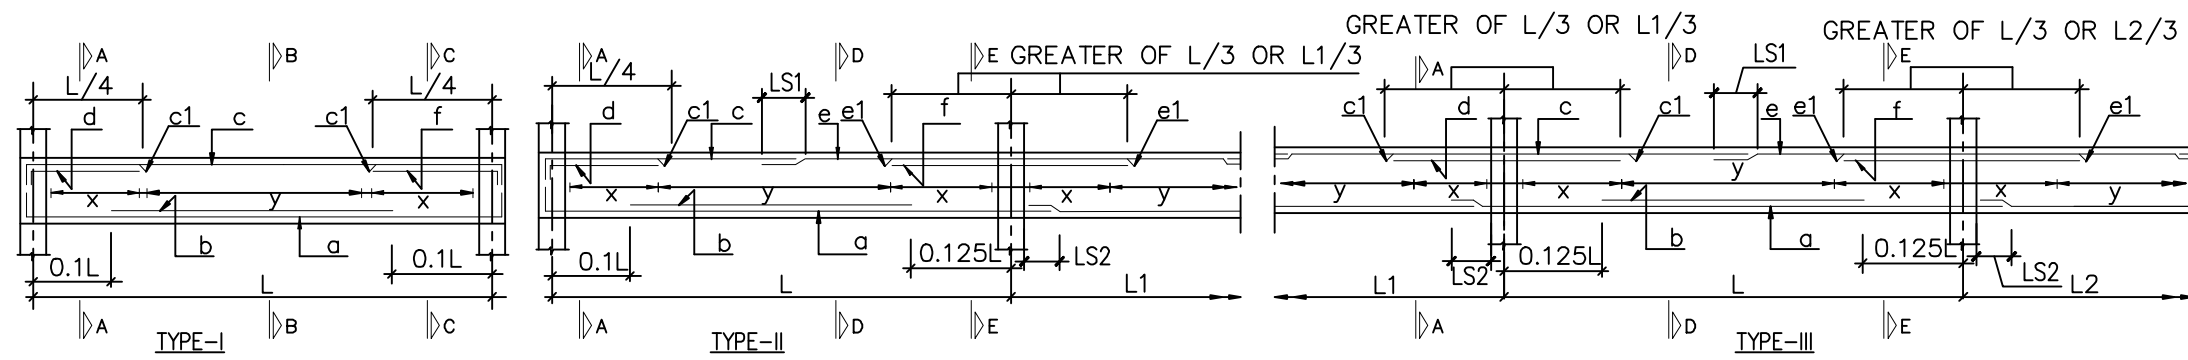 A B C
L/4 L/4
d c1 c c1 f
x y x
b a
0.1L 0.1L
L
A B C
TYPE-I
A D E GREATER OF L/3 OR L1/3
L/4 LS1
d c1 c e e1 f e1
x y x x y
b a
0.1L 0.125L LS2
L L1
A D E
TYPE-II
GREATER OF L/3 OR L1/3 GREATER OF L/3 OR L2/3
A D E
LS1
c1 d c c1 e e1 f e1
y x x y x x y
b a
LS2 0.125L 0.125L LS2
L1 L L2
A D E
TYPE-III